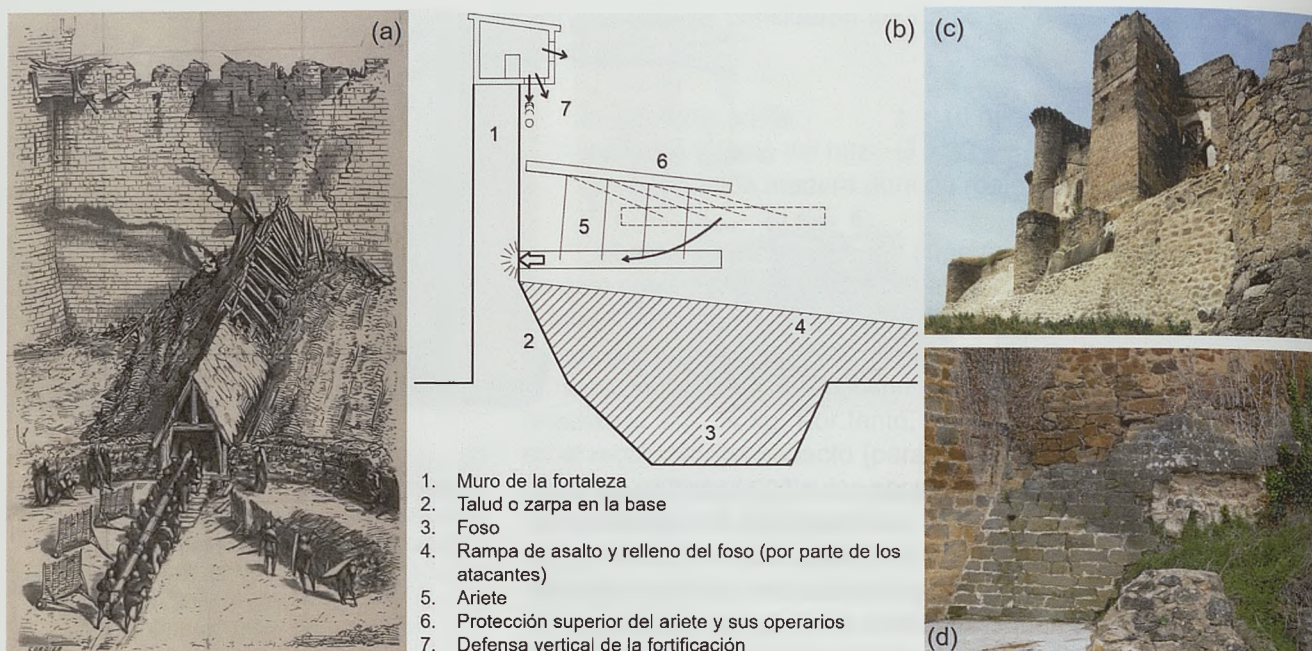 (a)
(b)
(c)
7
1
6
5
4
2
3
1. Muro de la fortaleza
2. Talud o zarpa en la base
3. Foso
4. Rampa de asalto y relleno del foso (por parte de los
atacantes)
5. Ariete
6. Protección superior del ariete y sus operarios
7. Defensa vertical de la fortificación
(d)